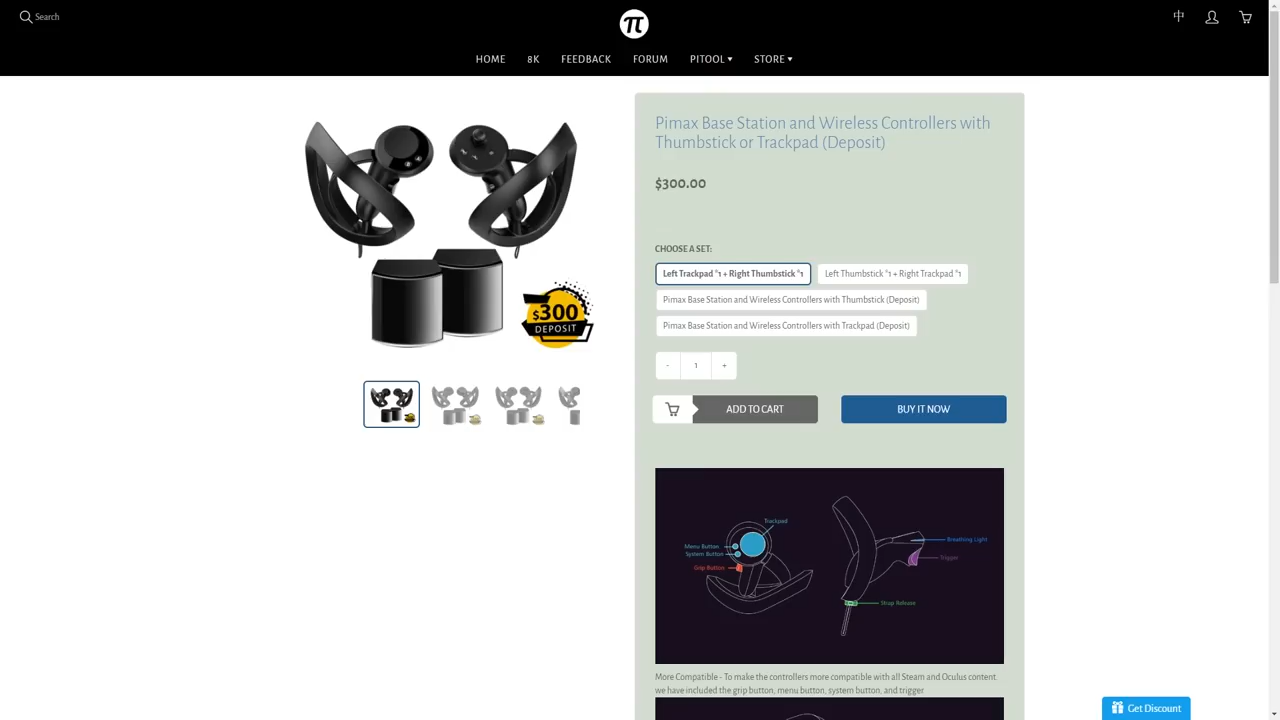 Search
中
HOME
8K
FEEDBACK
FORUM
PITOOL ▾
STORE ▾
Pimax Base Station and Wireless Controllers with
Thumbstick or Trackpad (Deposit)
$300.00
$300
DEPOSIT
CHOOSE A SET:
Left Trackpad *1 + Right Thumbstick *1
Left Thumbstick *1 + Right Trackpad *1
Pimax Base Station and Wireless Controllers with Thumbstick (Deposit)
Pimax Base Station and Wireless Controllers with Trackpad (Deposit)
- 1 +
ADD TO CART
BUY IT NOW
Trackpad
Menu Button
System Button
Grip Button
Breathing Light
Trigger
Strap Release
More Compatible - To make the controllers more compatible with all Steam and Oculus content,
we have included the grip button, menu button, system button, and trigger.
Get Discount